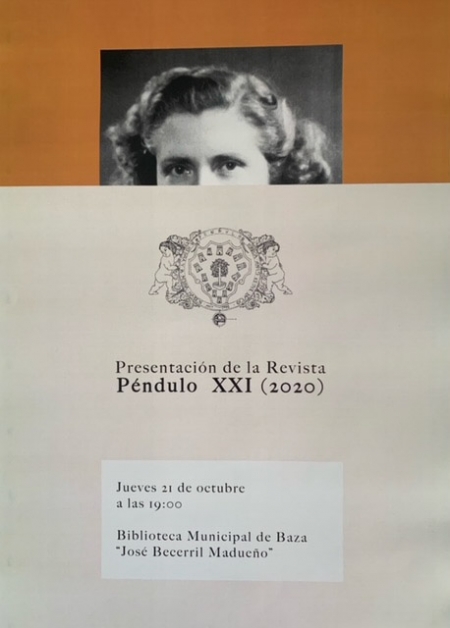 Presentación de la Revista
Péndulo XXI (2020)
Jueves 21 de octubre
a las 19:00
Biblioteca Municipal de Baza
"José Becerril Madueño"